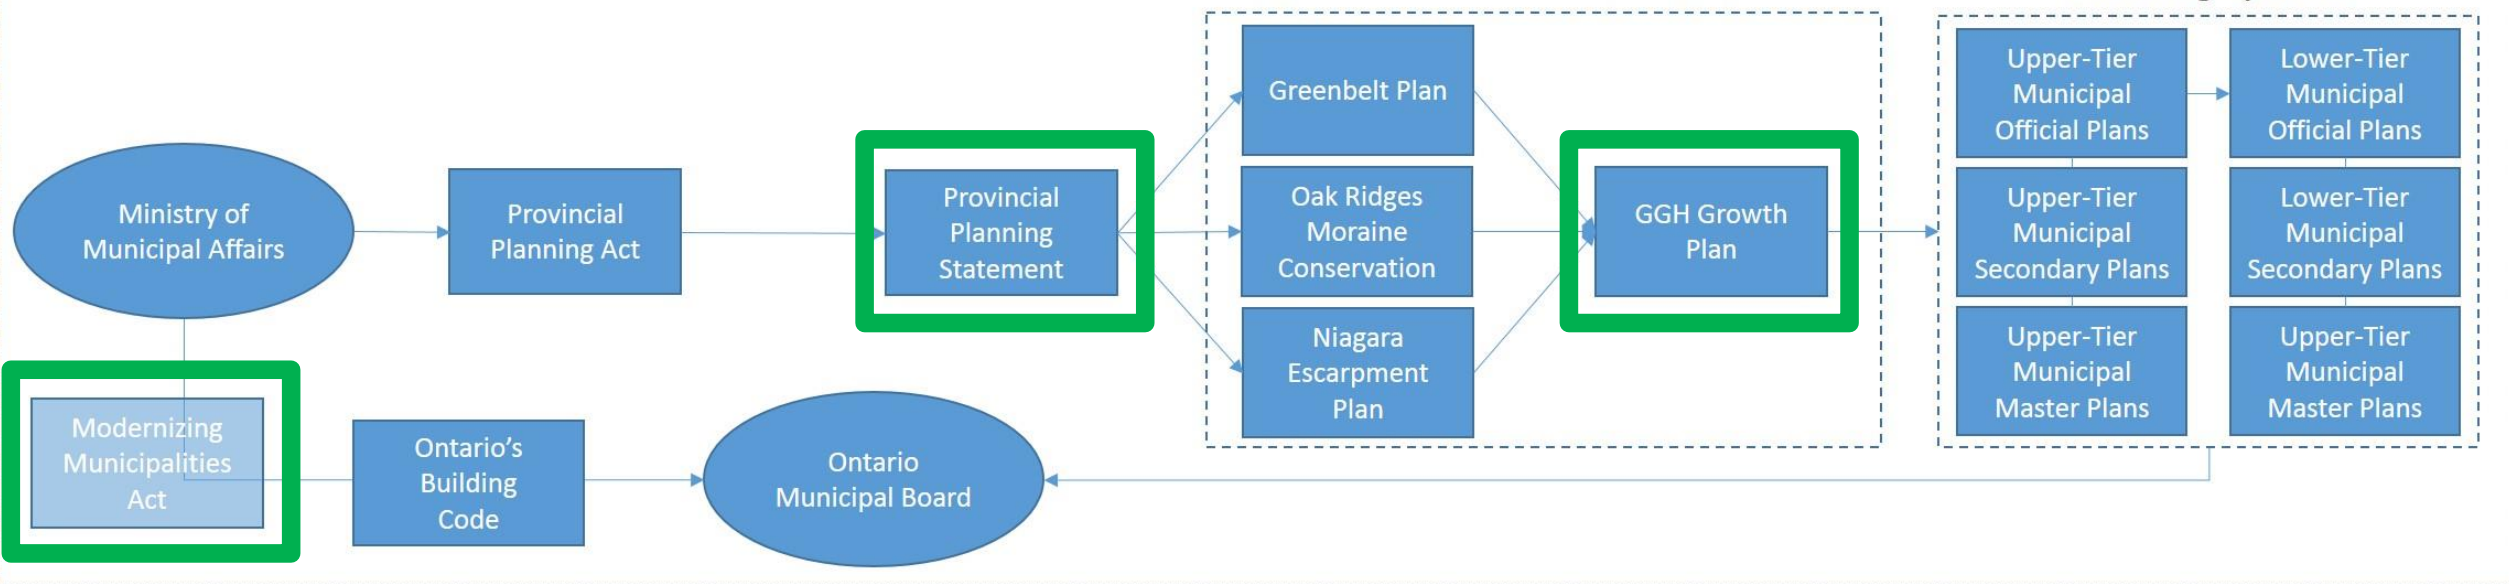 Ministry of
Municipal Affairs
Provincial
Planning Act
Provincial
Planning
Statement
Greenbelt Plan
Oak Ridges
Moraine
Conservation
Niagara
Escarpment
Plan
GGH Growth
Plan
Upper-Tier
Municipal
Official Plans
Lower-Tier
Municipal
Official Plans
Upper-Tier
Municipal
Secondary Plans
Lower-Tier
Municipal
Secondary Plans
Upper-Tier
Municipal
Master Plans
Upper-Tier
Municipal
Master Plans
Modernizing
Municipalities
Act
Ontario's
Building
Code
Ontario
Municipal Board